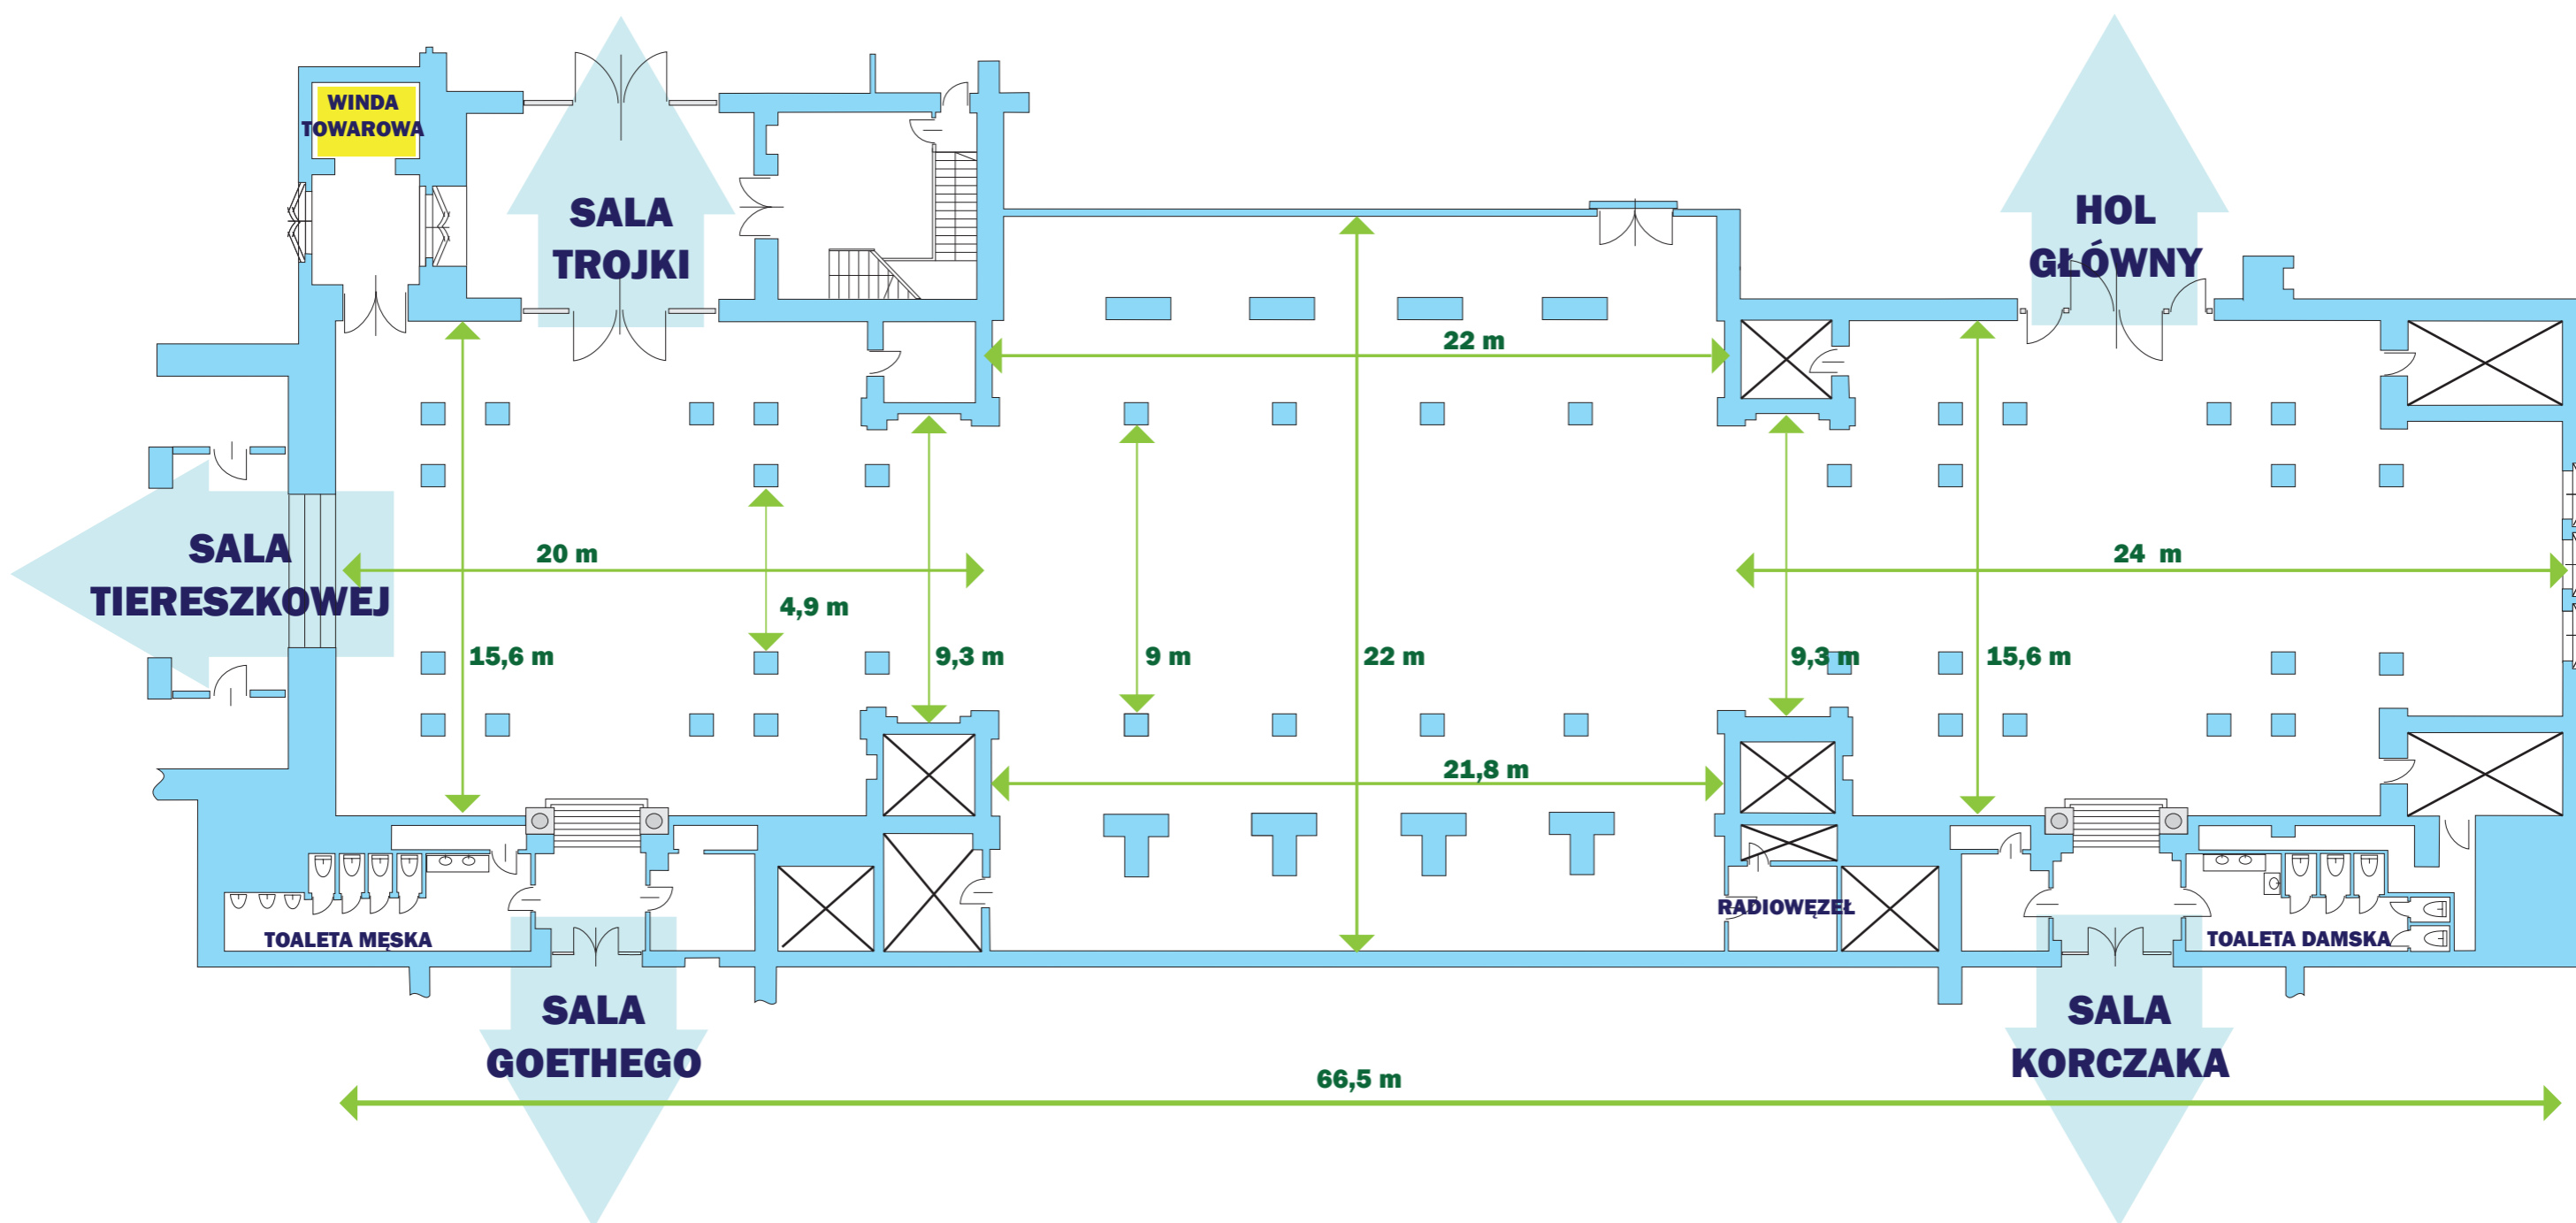 WINDA
TOWAROWA
SALA
TROJKI
HOL
GŁÓWNY
22 m
SALA
TIERESZKOWEJ
20 m
24 m
4,9 m
15,6 m
9,3 m
9 m
22 m
9,3 m
15,6 m
21,8 m
RADIOWĘZEŁ
TOALETA MĘSKA
TOALETA DAMSKA
SALA
GOETHEGO
SALA
KORCZAKA
66,5 m